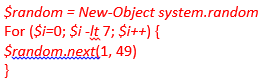 $random = New-Object system.random
For ($i=0; $i -lt 7; $i++) {
$random.next(1, 49)
}